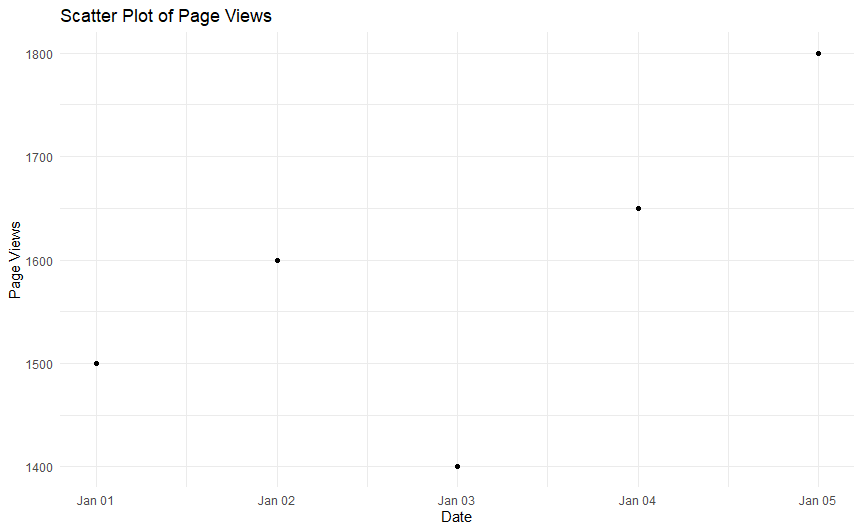 Scatter Plot of Page Views
1800
1700
1600
1500
1400
Page Views
Jan 01 Jan 02 Jan 03 Jan 04 Jan 05
Date